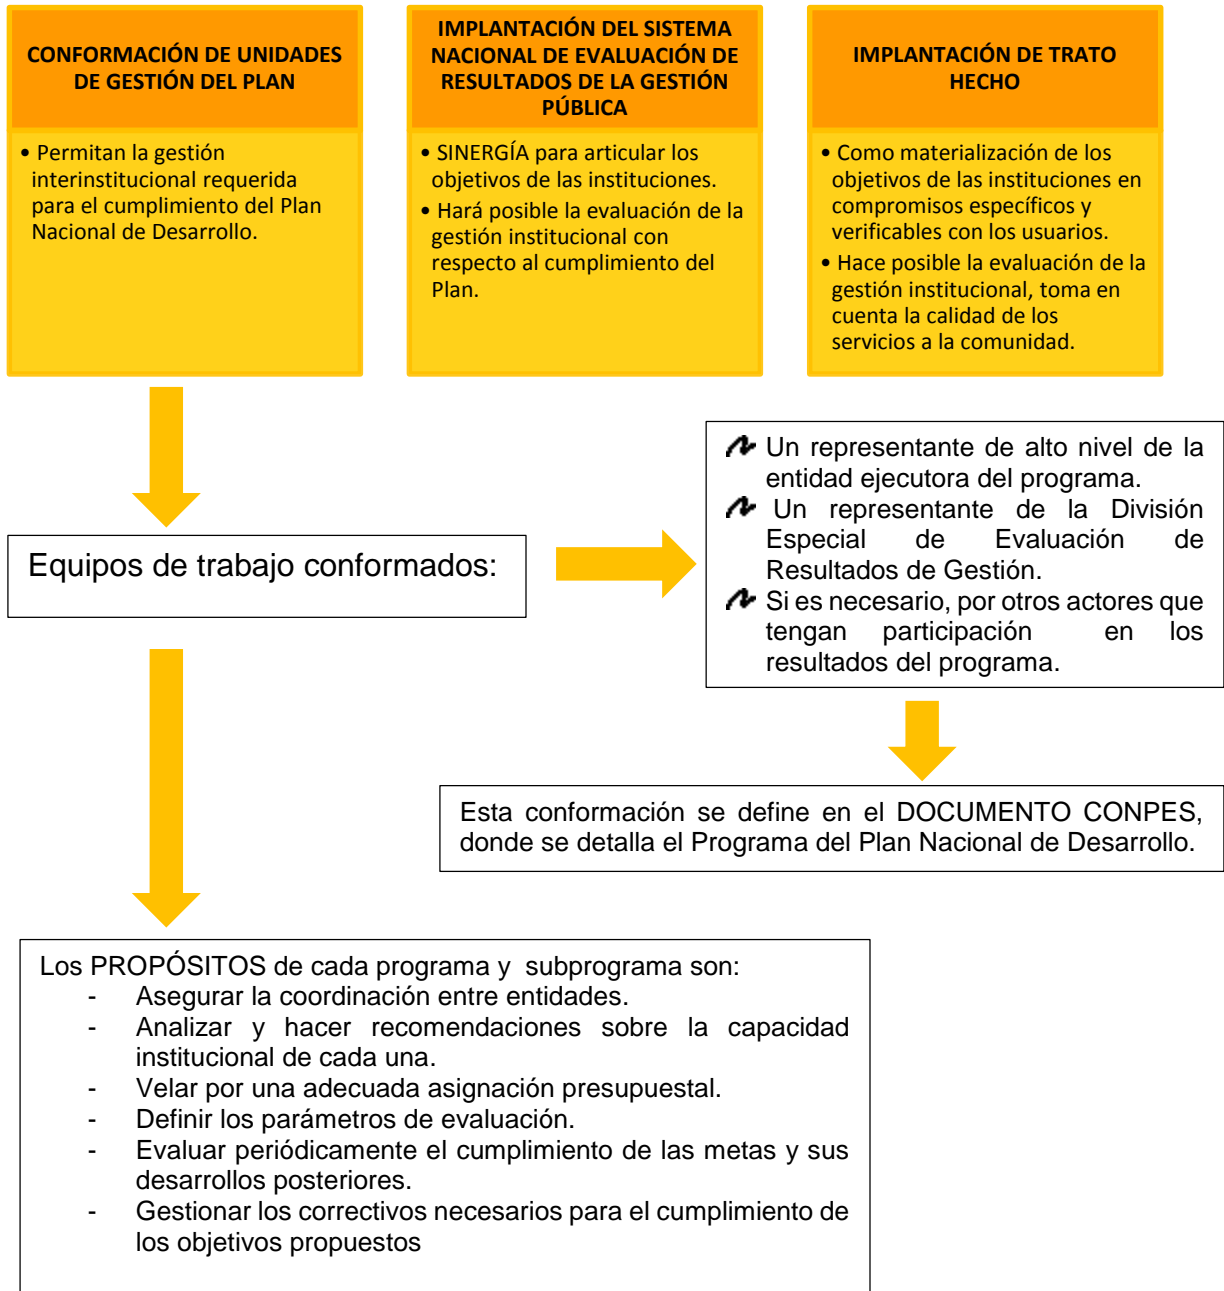 CONFORMACIÓN DE UNIDADES
DE GESTIÓN DEL PLAN
• Permitan la gestión
interinstitucional requerida
para el cumplimiento del Plan
Nacional de Desarrollo.
IMPLANTACIÓN DEL SISTEMA
NACIONAL DE EVALUACIÓN DE
RESULTADOS DE LA GESTIÓN
PÚBLICA
• SINERGÍA para articular los
objetivos de las instituciones.
• Hará posible la evaluación de la
gestión institucional con
respecto al cumplimiento del
Plan.
IMPLANTACIÓN DE TRATO
HECHO
• Como materialización de los
objetivos de las instituciones en
compromisos específicos y
verificables con los usuarios.
• Hace posible la evaluación de la
gestión institucional, toma en
cuenta la calidad de los
servicios a la comunidad.
Equipos de trabajo conformados:
Un representante de alto nivel de la
entidad ejecutora del programa.
Un representante de la División
Especial de Evaluación de
Resultados de Gestión.
Si es necesario, por otros actores que
tengan participación en los
resultados del programa.
Esta conformación se define en el DOCUMENTO CONPES,
donde se detalla el Programa del Plan Nacional de Desarrollo.
Los PROPÓSITOS de cada programa y subprograma son:
- Asegurar la coordinación entre entidades.
- Analizar y hacer recomendaciones sobre la capacidad
institucional de cada una.
- Velar por una adecuada asignación presupuestal.
- Definir los parámetros de evaluación.
- Evaluar periódicamente el cumplimiento de las metas y sus
desarrollos posteriores.
- Gestionar los correctivos necesarios para el cumplimiento de
los objetivos propuestos